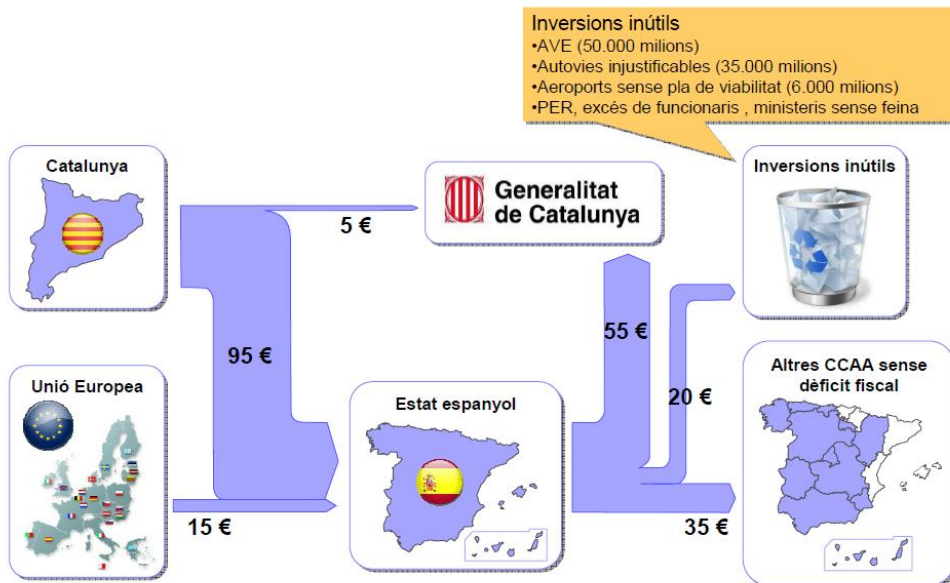 Inversions inútils
•AVE (50.000 milions)
•Autovies injustificables (35.000 milions)
•Aeroports sense pla de viabilitat (6.000 milions)
•PER, excés de funcionaris , ministeris sense feina
Catalunya
Generalitat
de Catalunya
Inversions inútils
5 €
95 €
55 €
20 €
Unió Europea
Estat espanyol
Altres CCAA sense
dèficit fiscal
15 €
35 €